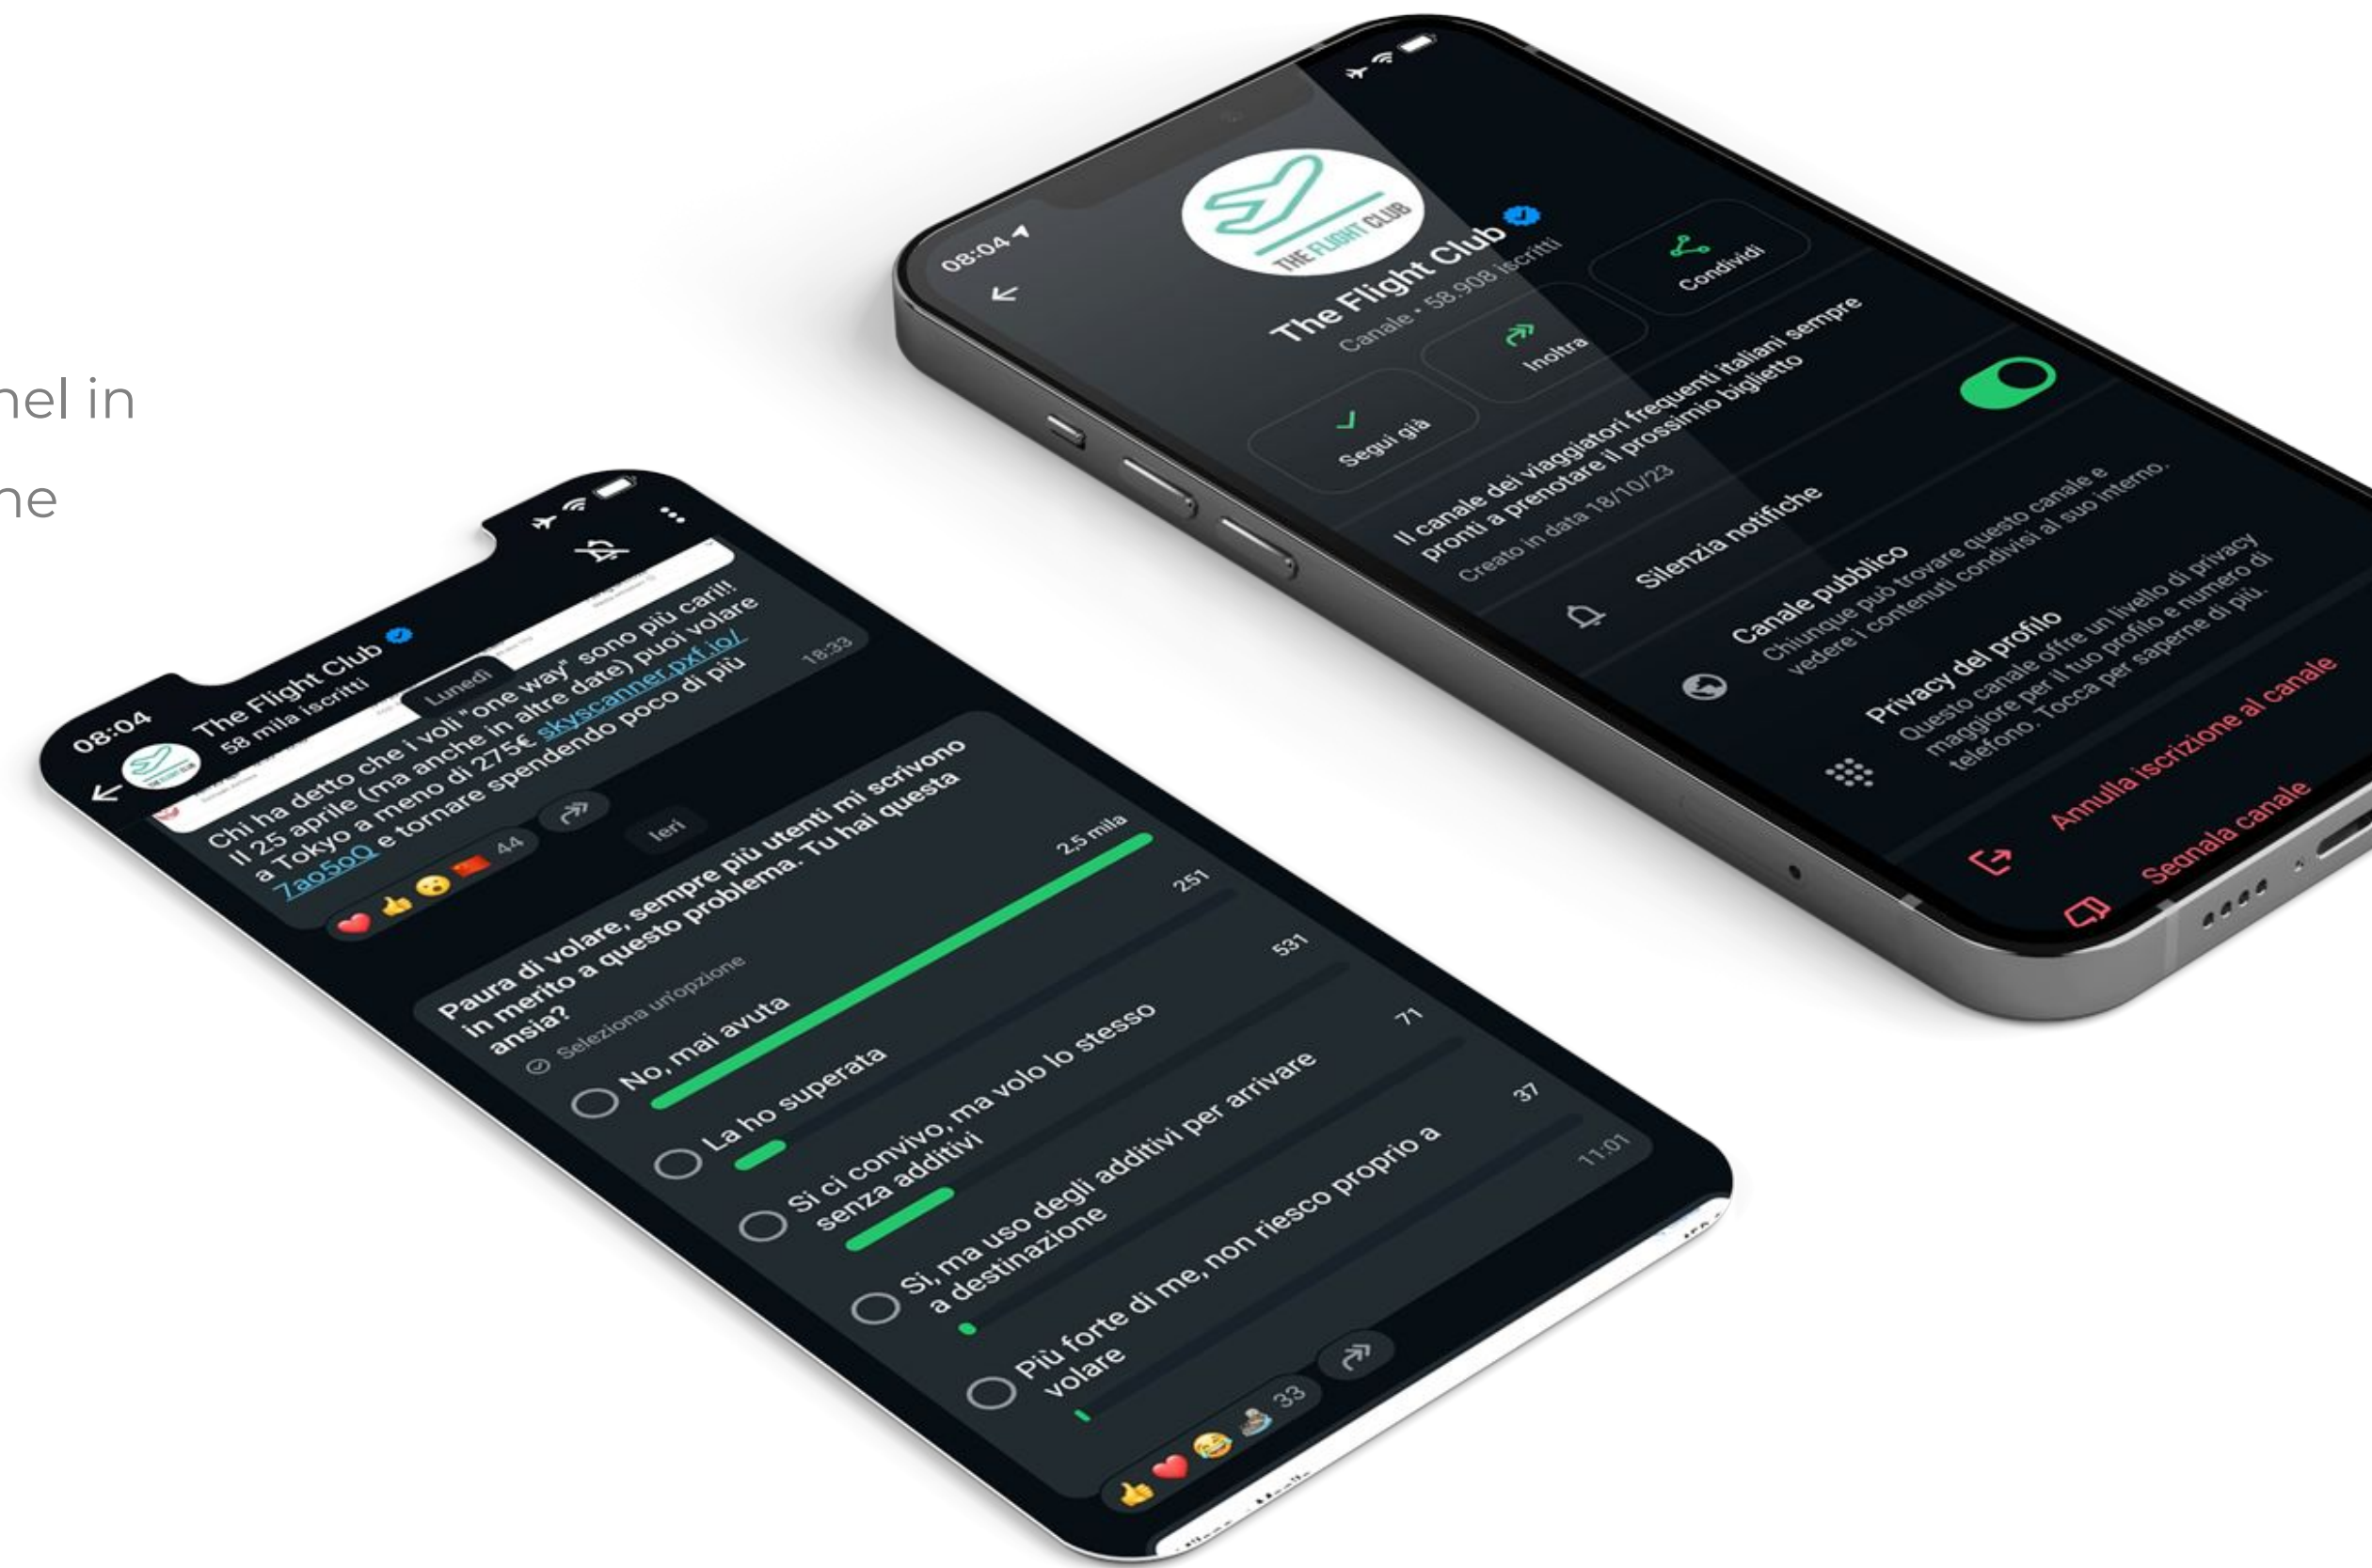 nel in
ne
08:04
The Flight Club
58 mila iscritti
Lunedì
Chi ha detto che i voli "one way" sono più cari!!
Il 25 aprile (ma anche in altre date) puoi volare
a Tokyo a meno di 275€ skyscanner.pxf.io/
7ao5oQ e tornare spendendo poco di più
18:33
44
Ieri
Paura di volare, sempre più utenti mi scrivono
in merito a questo problema. Tu hai questa
ansia?
Seleziona un'opzione
No, mai avuta
2,5 mila
La ho superata
251
Si ci convivo, ma volo lo stesso
senza additivi
531
Si, ma uso degli additivi per arrivare
a destinazione
71
Più forte di me, non riesco proprio a
volare
37
11:01
33
08:04
THE FLIGHT CLUB
The Flight Club
Canale • 58.908 iscritti
Segui già
Inoltra
Condividi
Il canale dei viaggiatori frequenti italiani sempre
pronti a prenotare il prossimio biglietto
Creato in data 18/10/23
Silenzia notifiche
Canale pubblico
Chiunque può trovare questo canale e
vedere i contenuti condivisi al suo interno.
Privacy del profilo
Questo canale offre un livello di privacy
maggiore per il tuo profilo e numero di
telefono. Tocca per saperne di più.
Annulla iscrizione al canale
Segnala canale